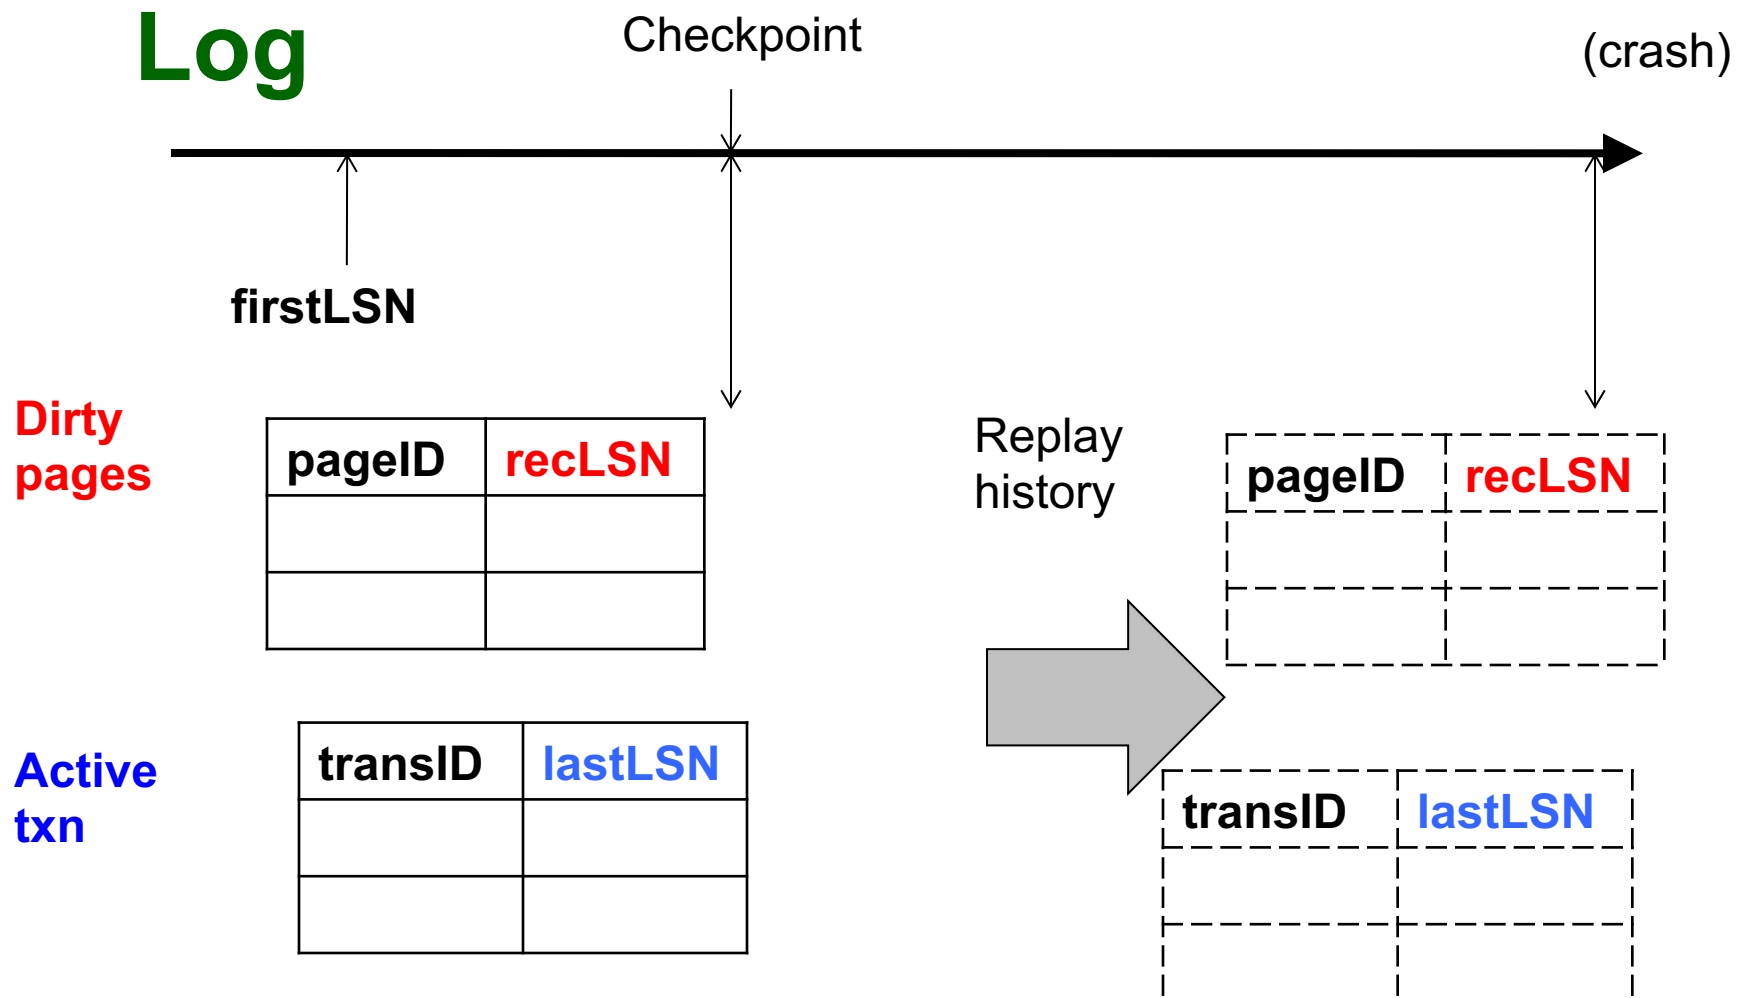 Log
Checkpoint
(crash)
firstLSN
Dirty
pages
pageID recLSN
Replay
history
pageID recLSN
Active
txn
transID lastLSN
transID lastLSN